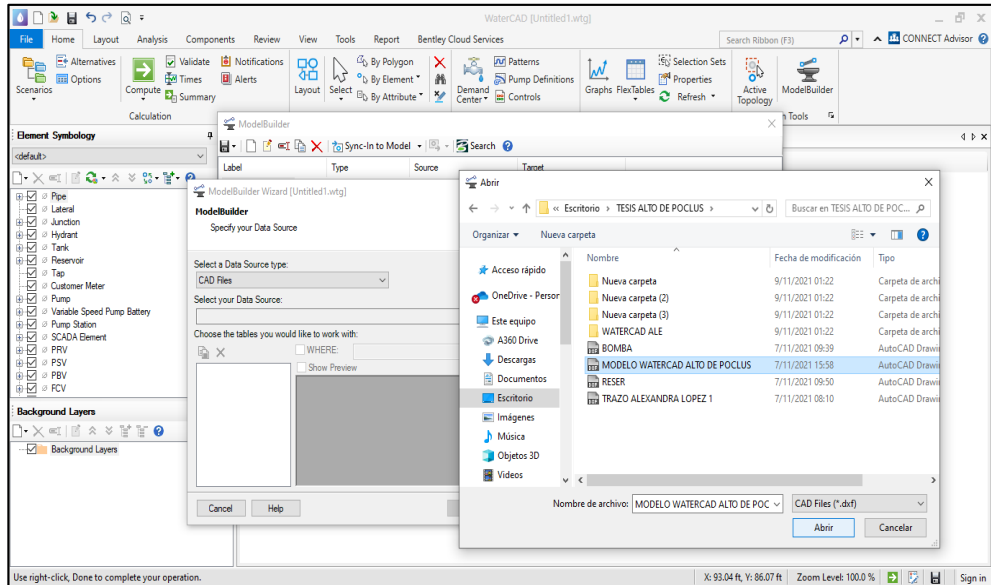 WaterCAD [Untitled1.wtg]
File Home Layout Analysis Components Review View Tools Report Bentley Cloud Services Search Ribbon (F3) CONNECT Advisor
Scenarios
Alternatives
Options
Compute
Validate
Times
Summary
Notifications
Alerts
Calculation
Layout
Select
By Polygon
By Element
By Attribute
Demand Center
Patterns
Pump Definitions
Controls
Graphs
FlexTables
Selection Sets
Properties
Refresh
Active Topology
ModelBuilder
Tools
Element Symbology
<default>
Pipe
Lateral
Junction
Hydrant
Tank
Reservoir
Tap
Customer Meter
Pump
Variable Speed Pump Battery
Pump Station
SCADA Element
PRV
PSV
PBV
FCV
Background Layers
Background Layers
ModelBuilder
Sync-In to Model Search
Label Type Source Target
ModelBuilder Wizard [Untitled1.wtg]
ModelBuilder
Specify your Data Source
Select a Data Source type:
CAD Files
Select your Data Source:
Choose the tables you would like to work with:
WHERE:
Show Preview
Cancel Help
Abrir
« Escritorio > TESIS ALTO DE POCLUS > Buscar en TESIS ALTO DE POC...
Organizar Nueva carpeta
Acceso rápido
OneDrive - Person
Este equipo
A360 Drive
Descargas
Documentos
Escritorio
Imágenes
Música
Objetos 3D
Videos
Nombre Fecha de modificación Tipo
Nueva carpeta 9/11/2021 01:22 Carpeta de archi
Nueva carpeta (2) 9/11/2021 01:22 Carpeta de archi
Nueva carpeta (3) 9/11/2021 01:22 Carpeta de archi
WATERCAD ALE 9/11/2021 01:22 Carpeta de archi
BOMBA 7/11/2021 09:39 AutoCAD Drawi
MODELO WATERCAD ALTO DE POCLUS 7/11/2021 15:58 AutoCAD Drawi
RESER 7/11/2021 09:50 AutoCAD Drawi
TRAZO ALEXANDRA LOPEZ 1 7/11/2021 08:10 AutoCAD Drawi
Nombre de archivo: MODELO WATERCAD ALTO DE POC CAD Files (*.dxf)
Abrir Cancelar
Use right-click, Done to complete your operation. X: 93.04 ft, Y: 86.07 ft Zoom Level: 100.0 % Sign in